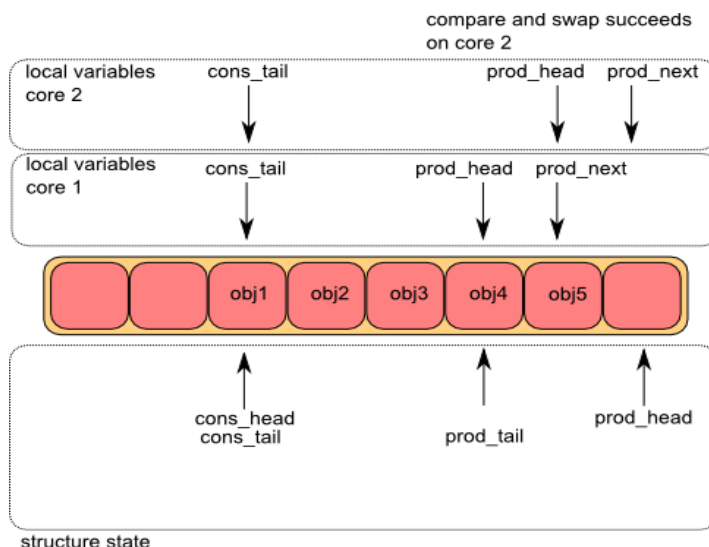 compare and swap succeeds
on core 2
local variables
core 2
cons_tail
prod_head
prod_next
local variables
core 1
cons_tail
prod_head
prod_next
obj1
obj2
obj3
obj4
obj5
cons_head
cons_tail
prod_tail
prod_head
structure state